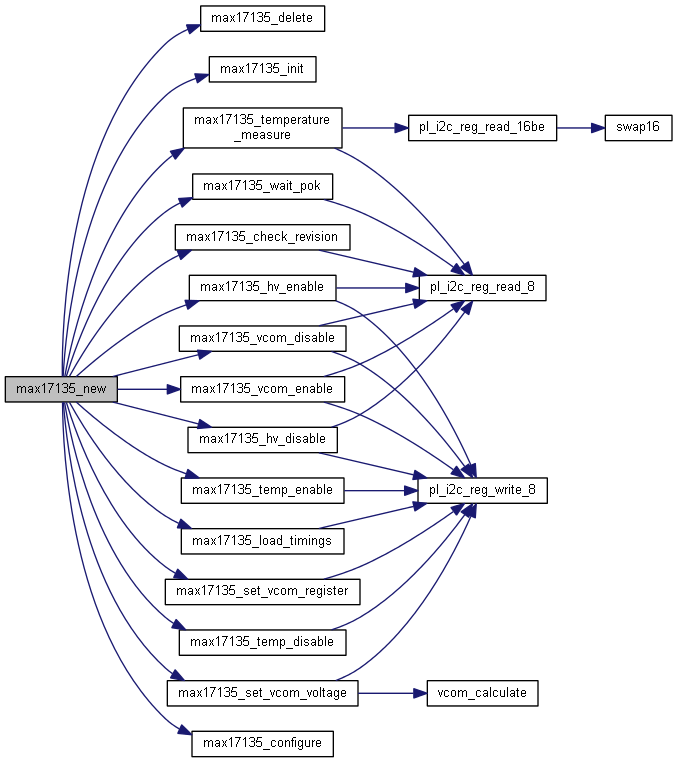 max17135_delete
max17135_init
max17135_temperature
_measure
pl_i2c_reg_read_16be
swap16
max17135_wait_pok
max17135_check_revision
max17135_hv_enable
pl_i2c_reg_read_8
max17135_vcom_disable
max17135_new
max17135_vcom_enable
max17135_hv_disable
max17135_temp_enable
pl_i2c_reg_write_8
max17135_load_timings
max17135_set_vcom_register
max17135_temp_disable
max17135_set_vcom_voltage
vcom_calculate
max17135_configure